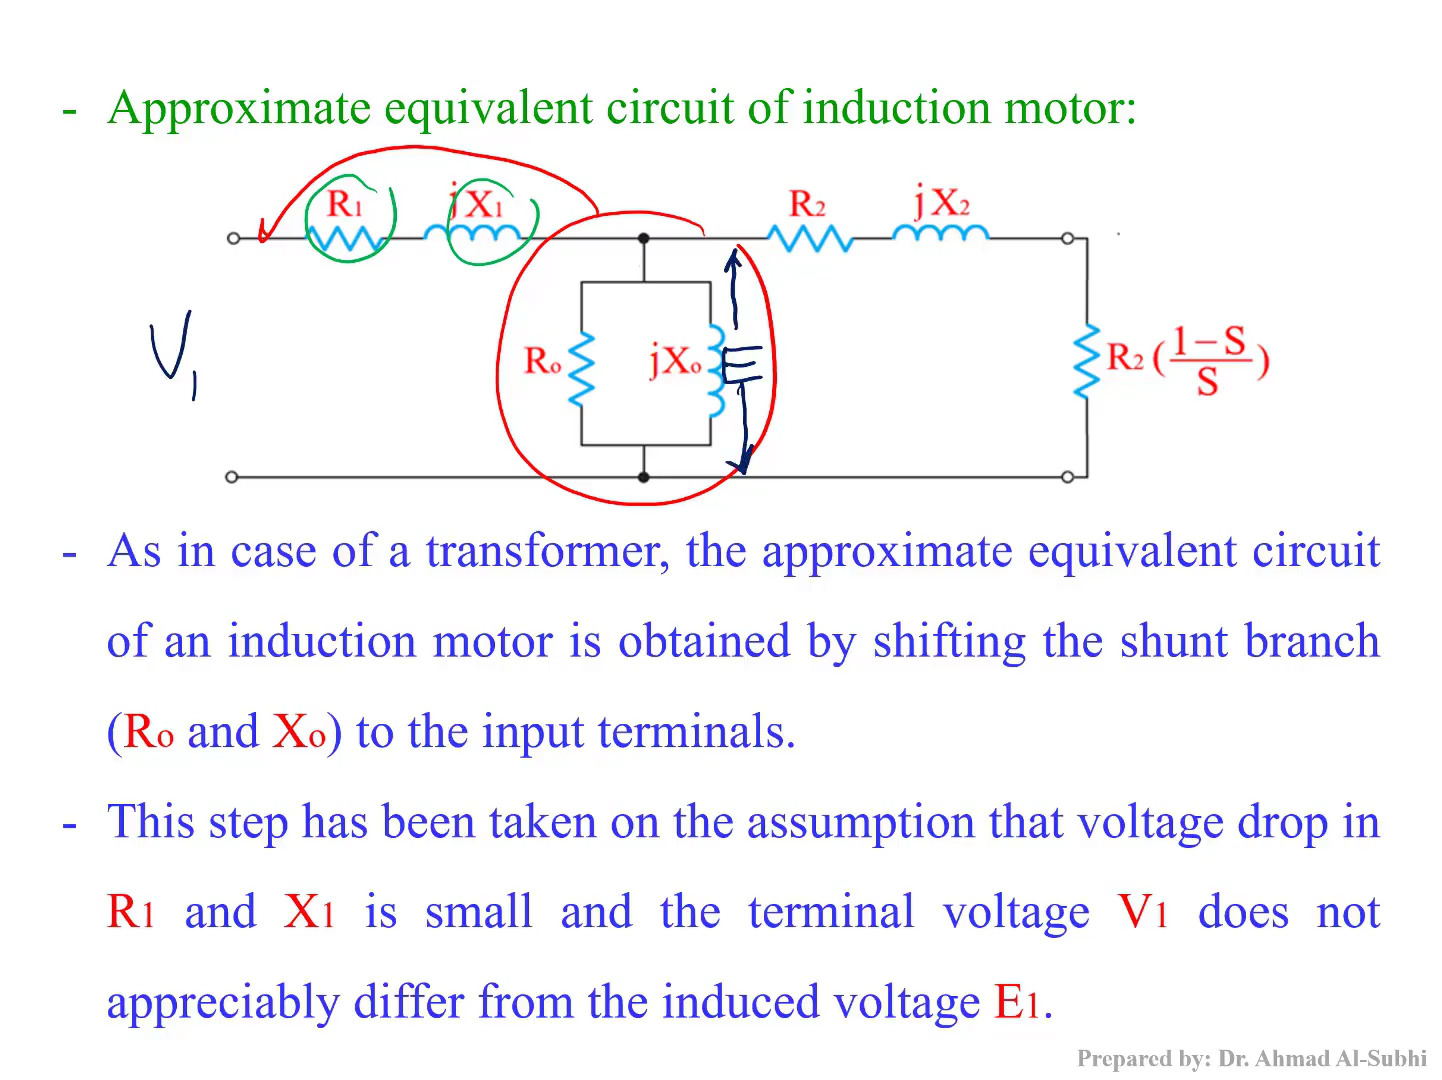 - Approximate equivalent circuit of induction motor:
R1 jX1 R2 jX2
V1 Ro jXo E R2 (1-S/S)
- As in case of a transformer, the approximate equivalent circuit
of an induction motor is obtained by shifting the shunt branch
(Ro and Xo) to the input terminals.
- This step has been taken on the assumption that voltage drop in
R1 and X1 is small and the terminal voltage V1 does not
appreciably differ from the induced voltage E1.
Prepared by: Dr. Ahmad Al-Subhi